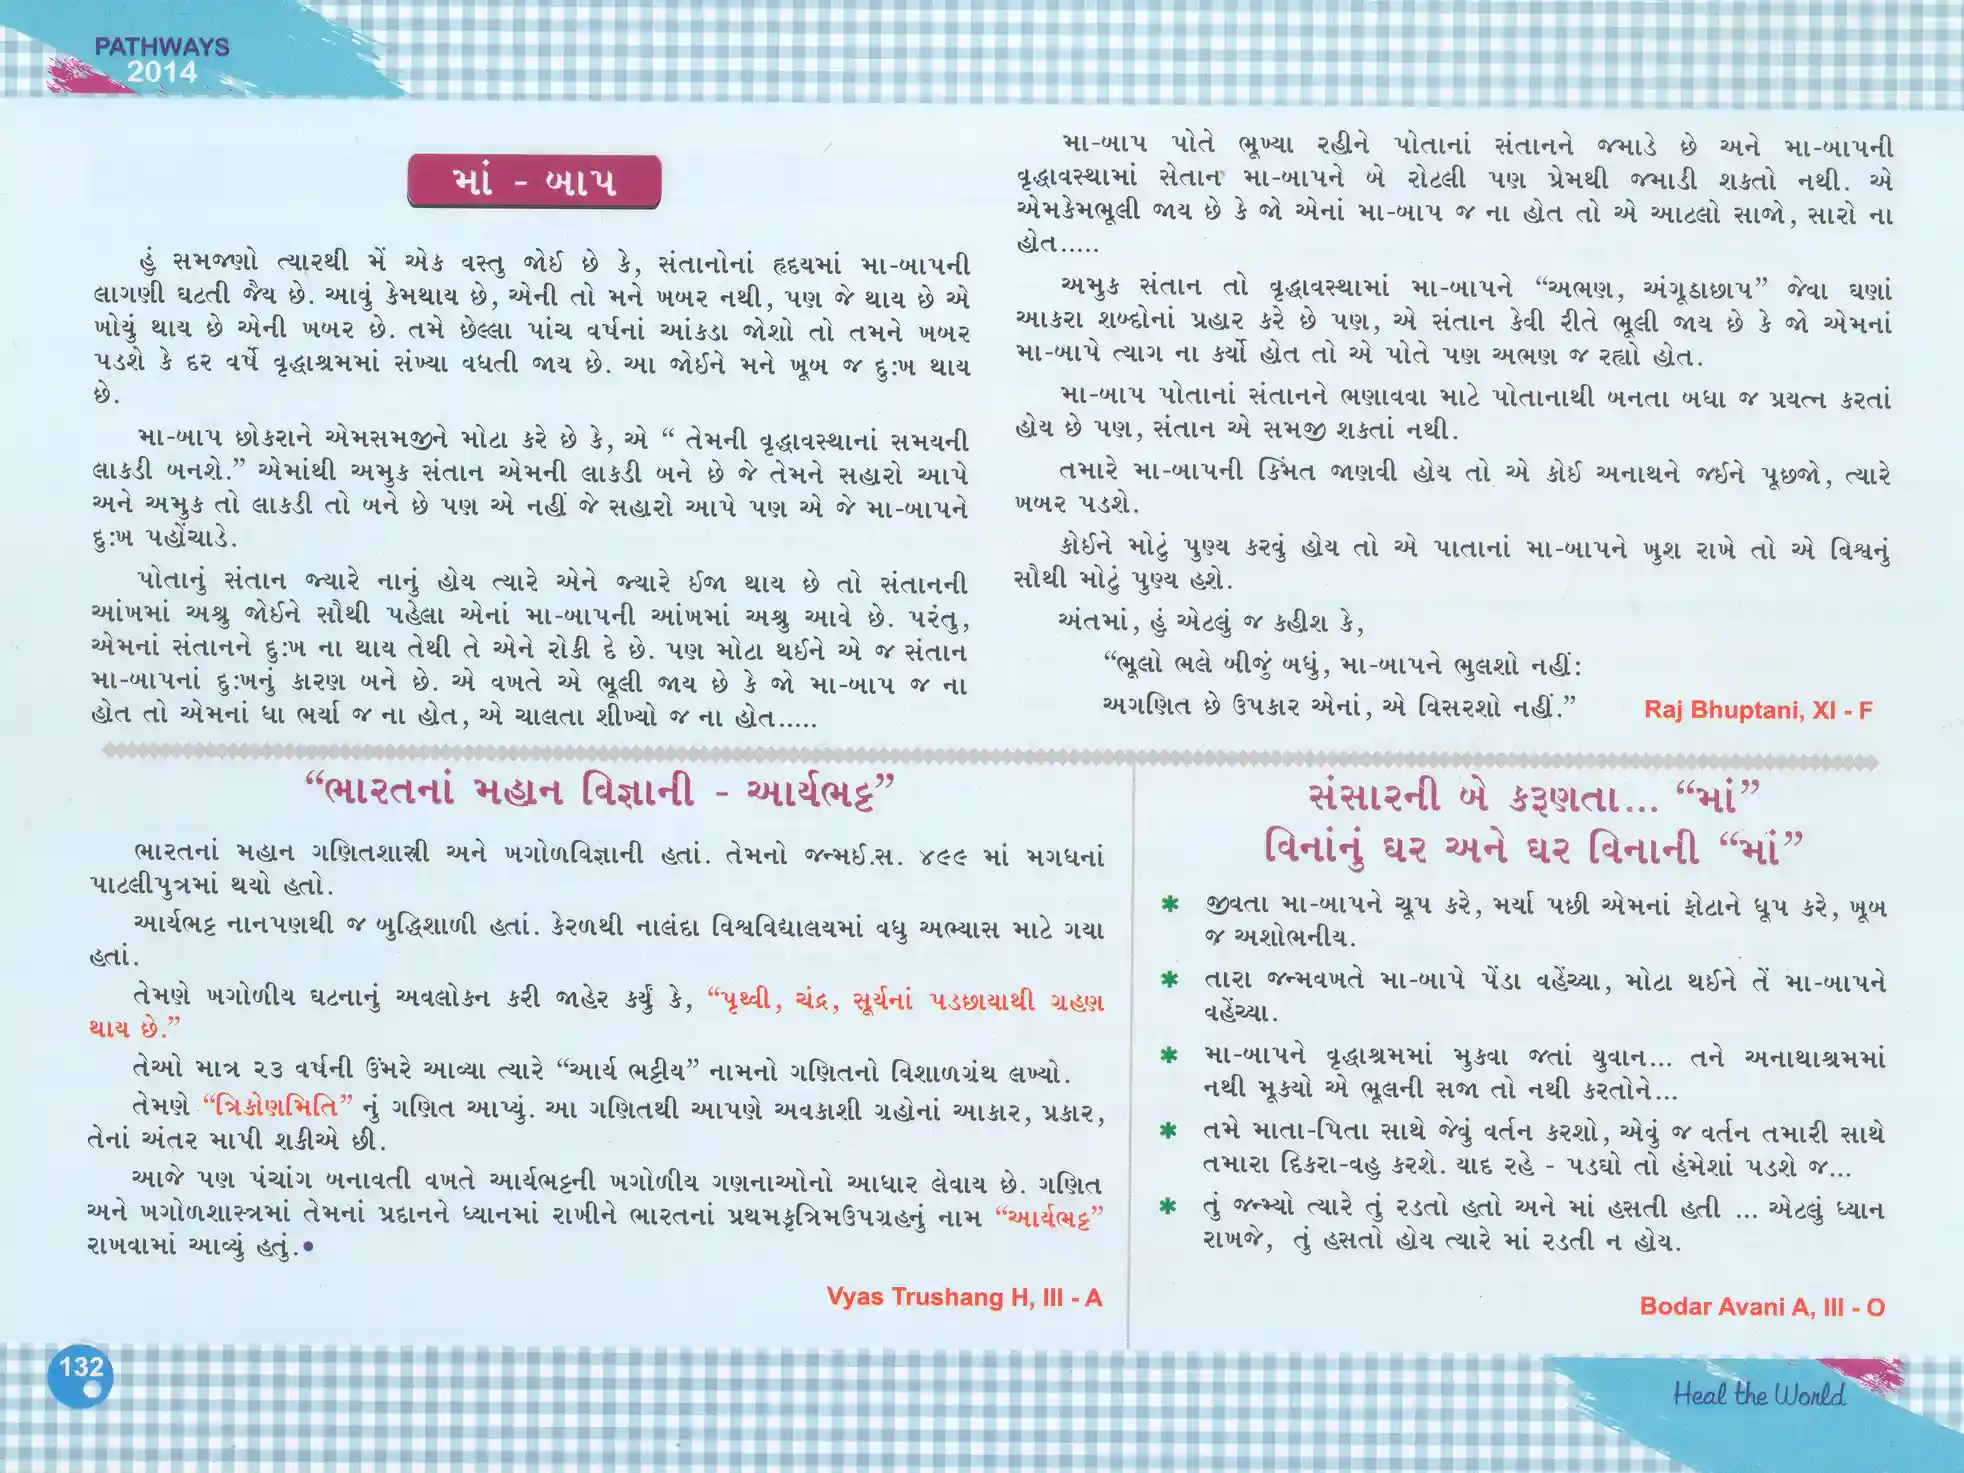 PATHWAYS
2014
માં - બાપ
હું સમજણો ત્યારથી મેં એક વસ્તુ જોઈ છે કે, સંતાનોનાં હૃદયમાં મા-બાપની
લાગણી ઘટતી જૈય છે. આવું કેમથાય છે, એની તો મને ખબર નથી, પણ જે થાય છે એ
ખોયું થાય છે એની ખબર છે. તમે છેલ્લા પાંચ વર્ષનાં આંકડા જોશો તો તમને ખબર
પડશે કે દર વર્ષે વૃદ્ધાશ્રમમાં સંખ્યા વધતી જાય છે. આ જોઈને મને ખૂબ જ દુ:ખ થાય
છે.
મા-બાપ છોકરાને એમસમજીને મોટા કરે છે કે, એ “ તેમની વૃદ્ધાવસ્થાનાં સમયની
લાકડી બનશે.” એમાંથી અમુક સંતાન એમની લાકડી બને છે જે તેમને સહારો આપે
અને અમુક તો લાકડી તો બને છે પણ એ નહીં જે સહારો આપે પણ એ જે મા-બાપને
દુ:ખ પહોંચાડે.
પોતાનું સંતાન જ્યારે નાનું હોય ત્યારે એને જ્યારે ઈજા થાય છે તો સંતાનની
આંખમાં અશ્રુ જોઈને સૌથી પહેલા એનાં મા-બાપની આંખમાં અશ્રુ આવે છે. પરંતુ,
એમનાં સંતાનને દુ:ખ ના થાય તેથી તે એને રોકી દે છે. પણ મોટા થઈને એ જ સંતાન
મા-બાપનાં દુ:ખનું કારણ બને છે. એ વખતે એ ભૂલી જાય છે કે જો મા-બાપ જ ના
હોત તો એમનાં ધા ભર્યા જ ના હોત, એ ચાલતા શીખ્યો જ ના હોત.....
મા-બાપ પોતે ભૂખ્યા રહીને પોતાનાં સંતાનને જમાડે છે અને મા-બાપની
વૃદ્ધાવસ્થામાં સેતાન મા-બાપને બે રોટલી પણ પ્રેમથી જમાડી શકતો નથી. એ
એમકેમભૂલી જાય છે કે જો એનાં મા-બાપ જ ના હોત તો એ આટલો સાજો, સારો ના
હોત.....
અમુક સંતાન તો વૃદ્ધાવસ્થામાં મા-બાપને “અભણ, અંગૂઠાછાપ” જેવા ઘણાં
આકરા શબ્દોનાં પ્રહાર કરે છે પણ, એ સંતાન કેવી રીતે ભૂલી જાય છે કે જો એમનાં
મા-બાપે ત્યાગ ના કર્યો હોત તો એ પોતે પણ અભણ જ રહ્યો હોત.
મા-બાપ પોતાનાં સંતાનને ભણાવવા માટે પોતાનાથી બનતા બધા જ પ્રયત્ન કરતાં
હોય છે પણ, સંતાન એ સમજી શકતાં નથી.
તમારે મા-બાપની કિંમત જાણવી હોય તો એ કોઈ અનાથને જઈને પૂછજો, ત્યારે
ખબર પડશે.
કોઈને મોટું પુણ્ય કરવું હોય તો એ પાતાનાં મા-બાપને ખુશ રાખે તો એ વિશ્વનું
સૌથી મોટું પુણ્ય હશે.
અંતમાં, હું એટલું જ કહીશ કે,
“ભૂલો ભલે બીજું બધું, મા-બાપને ભુલશો નહીં:
અગણિત છે ઉપકાર એનાં, એ વિસરશો નહીં.”
Raj Bhuptani, XI - F
“ભારતનાં મહાન વિજ્ઞાની - આર્યભટ્ટ”
ભારતનાં મહાન ગણિતશાસ્ત્રી અને ખગોળવિજ્ઞાની હતાં. તેમનો જન્મઈ.સ. ૪૯૯ માં મગધનાં
પાટલીપુત્રમાં થયો હતો.
આર્યભટ્ટ નાનપણથી જ બુદ્ધિશાળી હતાં. કેરળથી નાલંદા વિશ્વવિદ્યાલયમાં વધુ અભ્યાસ માટે ગયા
હતાં.
તેમણે ખગોળીય ઘટનાનું અવલોકન કરી જાહેર કર્યું કે, “પૃથ્વી, ચંદ્ર, સૂર્યનાં પડછાયાથી ગ્રહણ
થાય છે.”
તેઓ માત્ર ૨૩ વર્ષની ઉંમરે આવ્યા ત્યારે “આર્ય ભટ્ટીય” નામનો ગણિતનો વિશાળગ્રંથ લખ્યો.
તેમણે “ત્રિકોણમિતિ” નું ગણિત આપ્યું. આ ગણિતથી આપણે અવકાશી ગ્રહોનાં આકાર, પ્રકાર,
તેનાં અંતર માપી શકીએ છી.
આજે પણ પંચાંગ બનાવતી વખતે આર્યભટ્ટની ખગોળીય ગણનાઓનો આધાર લેવાય છે. ગણિત
અને ખગોળશાસ્ત્રમાં તેમનાં પ્રદાનને ધ્યાનમાં રાખીને ભારતનાં પ્રથમકૃત્રિમઉપગ્રહનું નામ “આર્યભટ્ટ”
રાખવામાં આવ્યું હતું.•
Vyas Trushang H, III - A
સંસારની બે કરૂણતા... “માં”
વિનાંનું ઘર અને ઘર વિનાની “માં”
* જીવતા મા-બાપને ચૂપ કરે, મર્યા પછી એમનાં ફોટાને ધૂપ કરે, ખૂબ
જ અશોભનીય.
* તારા જન્મવખતે મા-બાપે પેંડા વહેંચ્યા, મોટા થઈને તેં મા-બાપને
વહેંચ્યા.
* મા-બાપને વૃદ્ધાશ્રમમાં મુકવા જતાં યુવાન... તને અનાથાશ્રમમાં
નથી મૂક્યો એ ભૂલની સજા તો નથી કરતોને...
* તમે માતા-પિતા સાથે જેવું વર્તન કરશો, એવું જ વર્તન તમારી સાથે
તમારા દિકરા-વહુ કરશે. યાદ રહે - પડઘો તો હંમેશાં પડશે જ...
* તું જન્મ્યો ત્યારે તું રડતો હતો અને માં હસતી હતી ... એટલું ધ્યાન
રાખજે, તું હસતો હોય ત્યારે માં રડતી ન હોય.
Bodar Avani A, III - O
132
Heal the World